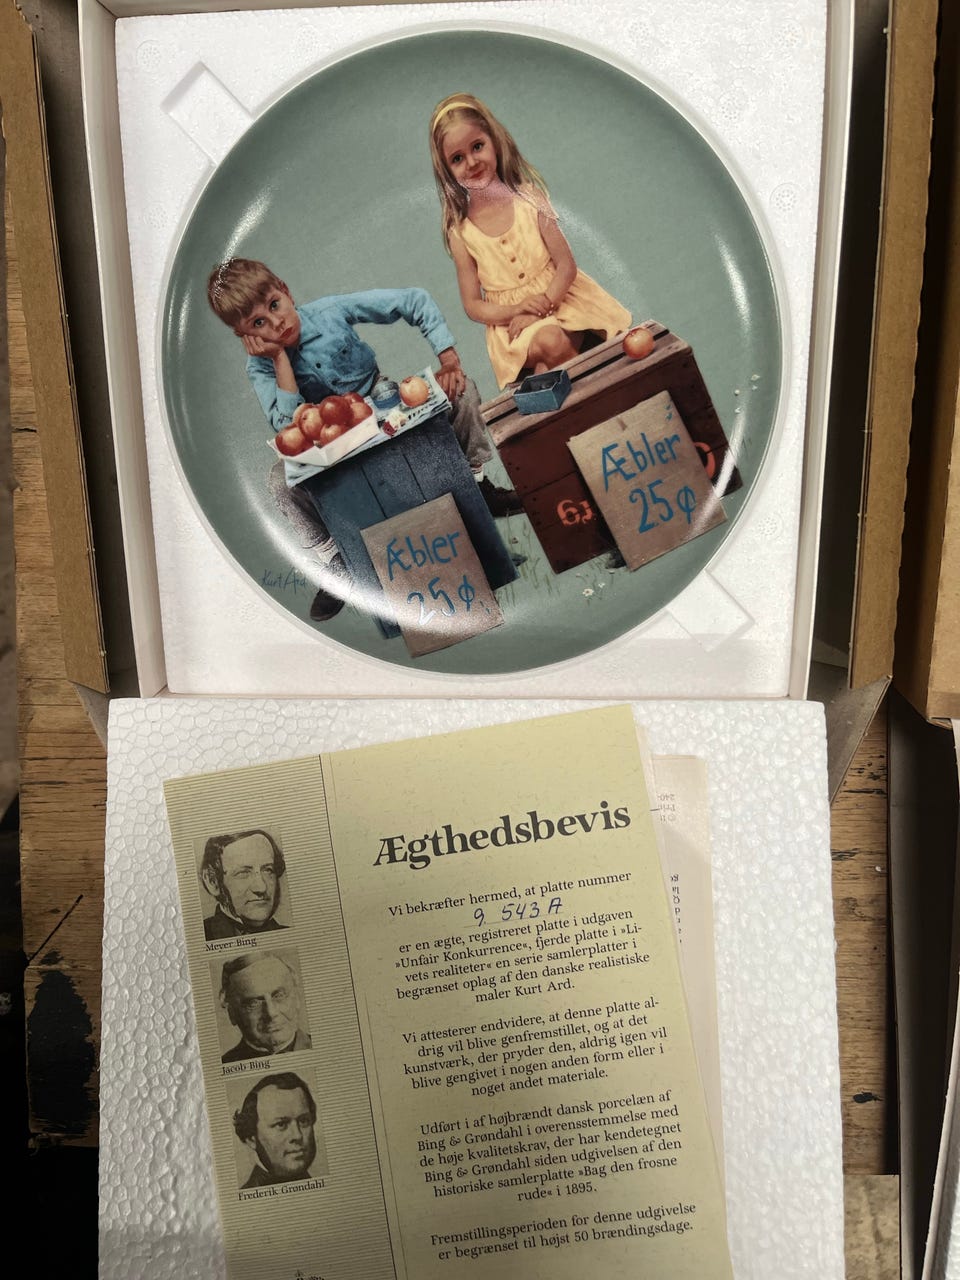 Æbler
25¢
61
Æbler
25¢
Kurt Ard
Ægthedsbevis
Vi bekræfter hermed, at platte nummer
9. 543 A
er en ægte, registreret platte i udgaven
»Unfair Konkurrence«, fjerde platte i »Li-
vets realiteter« en serie samlerplatter i
begrænset oplag af den danske realistiske
maler Kurt Ard.
Vi attesterer endvidere, at denne platte al-
drig vil blive genfremstillet, og at det
kunstværk, der pryder den, aldrig igen vil
blive gengivet i nogen anden form eller i
noget andet materiale.
Udført i af højbrændt dansk porcelæn af
Bing & Grøndahl i overensstemmelse med
de høje kvalitetskrav, der har kendetegnet
Bing & Grøndahl siden udgivelsen af den
historiske samlerplatte »Bag den frosne
rude« i 1895.
Fremstillingsperioden for denne udgivelse
er begrænset til højst 50 brændingsdage.
Meyer Bing
Jacob Bing
Frederik Grøndahl